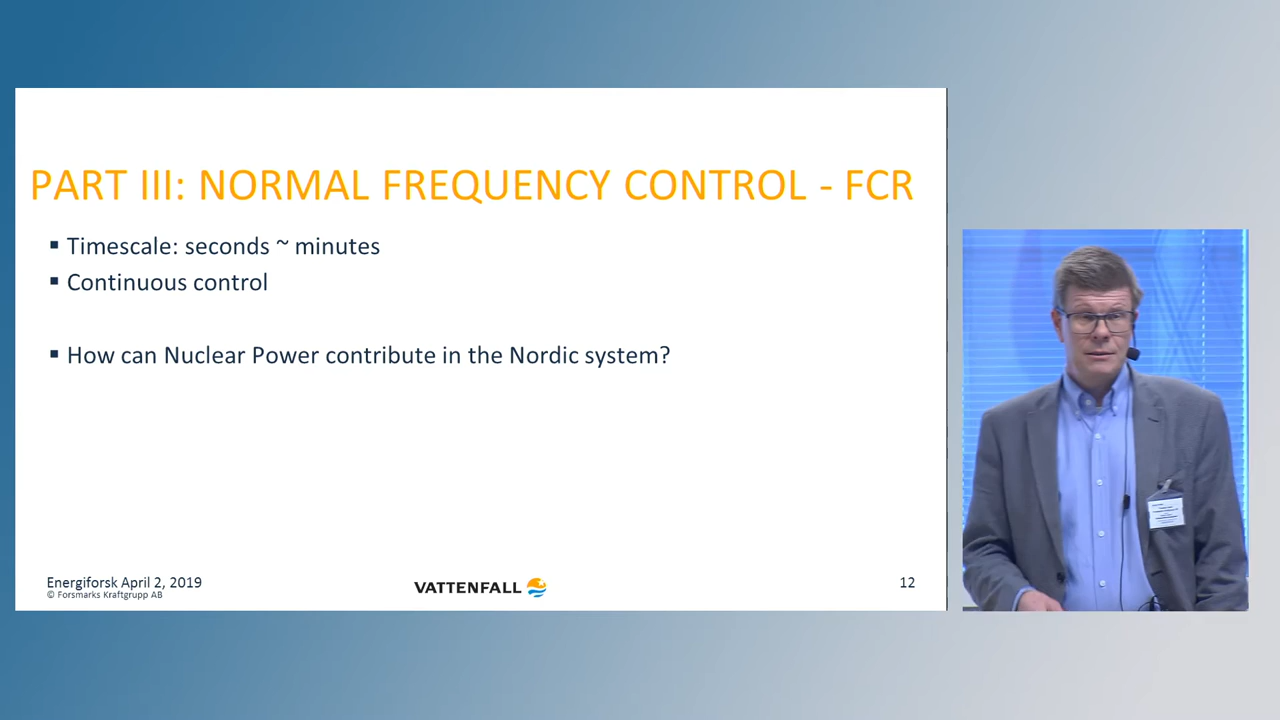 PART III: NORMAL FREQUENCY CONTROL - FCR
▪ Timescale: seconds ~ minutes
▪ Continuous control
▪ How can Nuclear Power contribute in the Nordic system?
Energiforsk April 2, 2019
© Forsmarks Kraftgrupp AB
VATTENFALL
12